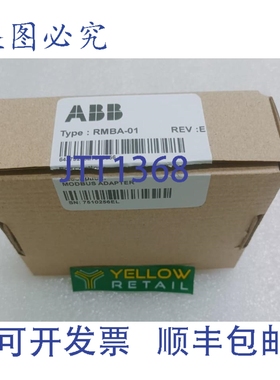 盗图必究
ABB
Type : RMBA-01 REV :E
JTT1368
MODBUS ADAPTER
YELLOW
RETAIL
可开发票 顺丰包邮